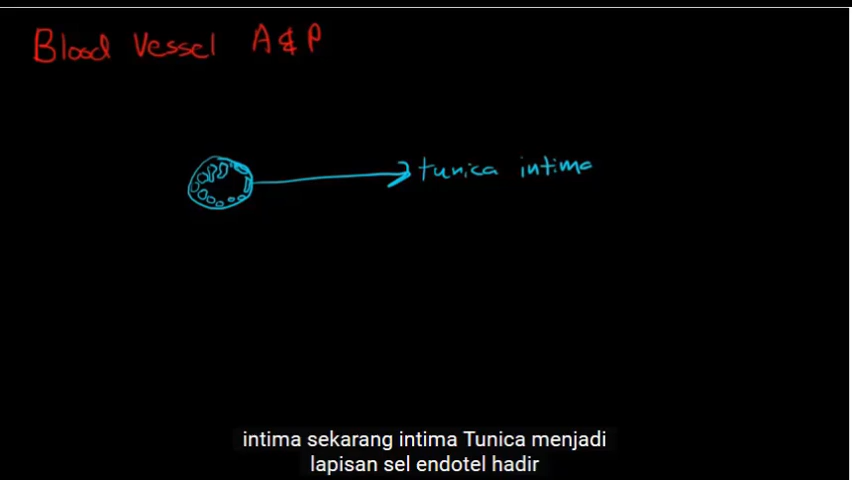 Blood Vessel A & P
tunica intima
intima sekarang intima Tunica menjadi
lapisan sel endotel hadir